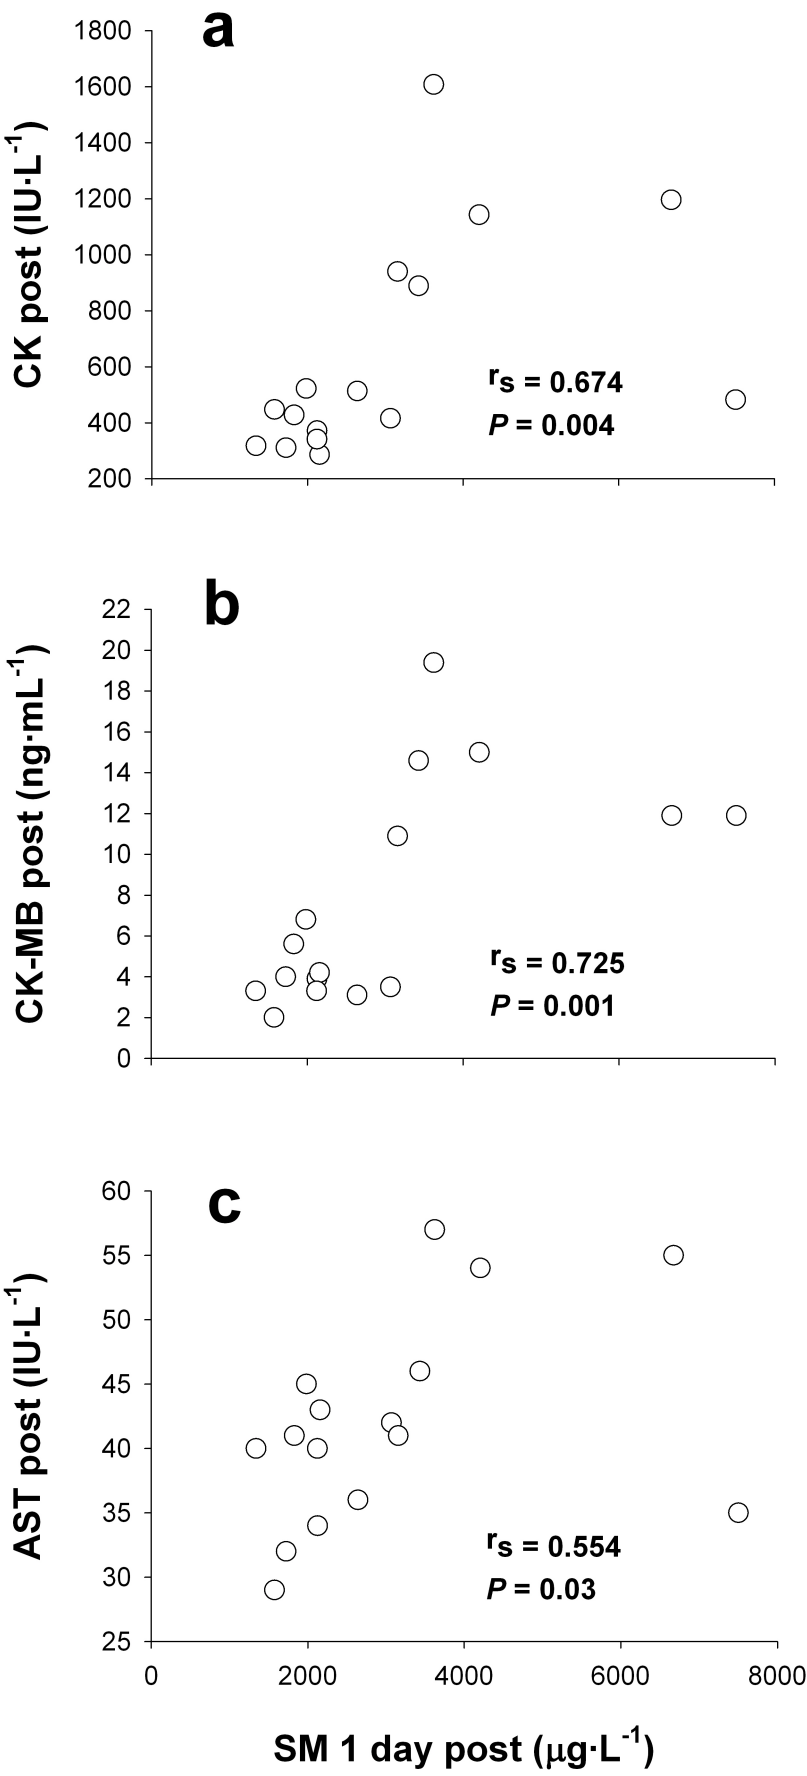 a
1800
1600
1400
1200
1000
800
600
400
200
CK post (IU·L⁻¹)
rS = 0.674
P = 0.004
b
22
20
18
16
14
12
10
8
6
4
2
0
CK-MB post (ng·mL⁻¹)
rS = 0.725
P = 0.001
c
60
55
50
45
40
35
30
25
AST post (IU·L⁻¹)
rS = 0.554
P = 0.03
0 2000 4000 6000 8000
SM 1 day post (μg·L⁻¹)